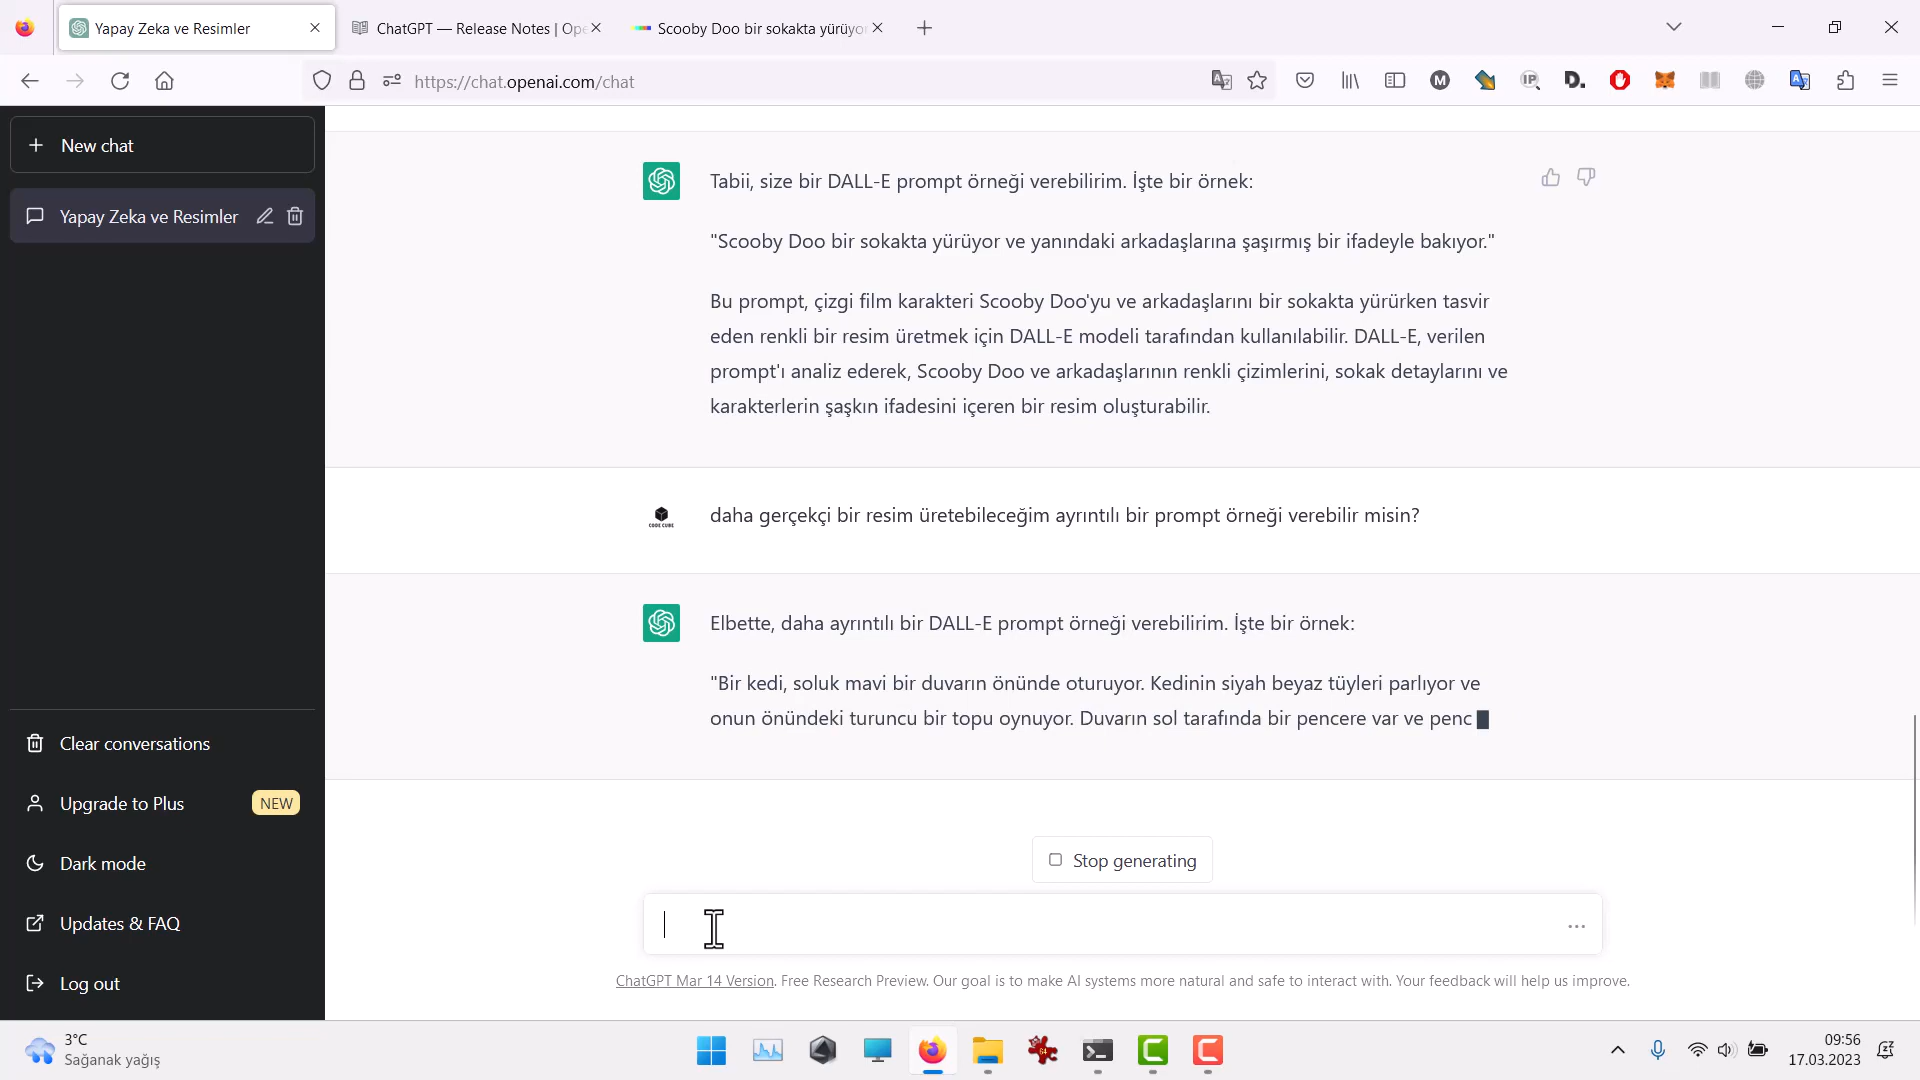 Yapay Zeka ve Resimler
ChatGPT — Release Notes | Ope
Scooby Doo bir sokakta yürüyo
https://chat.openai.com/chat
M
IP
D.
New chat
Yapay Zeka ve Resimler
Tabii, size bir DALL-E prompt örneği verebilirim. İşte bir örnek:
"Scooby Doo bir sokakta yürüyor ve yanındaki arkadaşlarına şaşırmış bir ifadeyle bakıyor."
Bu prompt, çizgi film karakteri Scooby Doo'yu ve arkadaşlarını bir sokakta yürürken tasvir
eden renkli bir resim üretmek için DALL-E modeli tarafından kullanılabilir. DALL-E, verilen
prompt'ı analiz ederek, Scooby Doo ve arkadaşlarının renkli çizimlerini, sokak detaylarını ve
karakterlerin şaşkın ifadesini içeren bir resim oluşturabilir.
CODE CUBE
daha gerçekçi bir resim üretebileceğim ayrıntılı bir prompt örneği verebilir misin?
Elbette, daha ayrıntılı bir DALL-E prompt örneği verebilirim. İşte bir örnek:
"Bir kedi, soluk mavi bir duvarın önünde oturuyor. Kedinin siyah beyaz tüyleri parlıyor ve
onun önündeki turuncu bir topu oynuyor. Duvarın sol tarafında bir pencere var ve penc
Clear conversations
Upgrade to Plus NEW
Dark mode
Updates & FAQ
Log out
Stop generating
ChatGPT Mar 14 Version. Free Research Preview. Our goal is to make AI systems more natural and safe to interact with. Your feedback will help us improve.
3°C
Sağanak yağış
64
09:56
17.03.2023